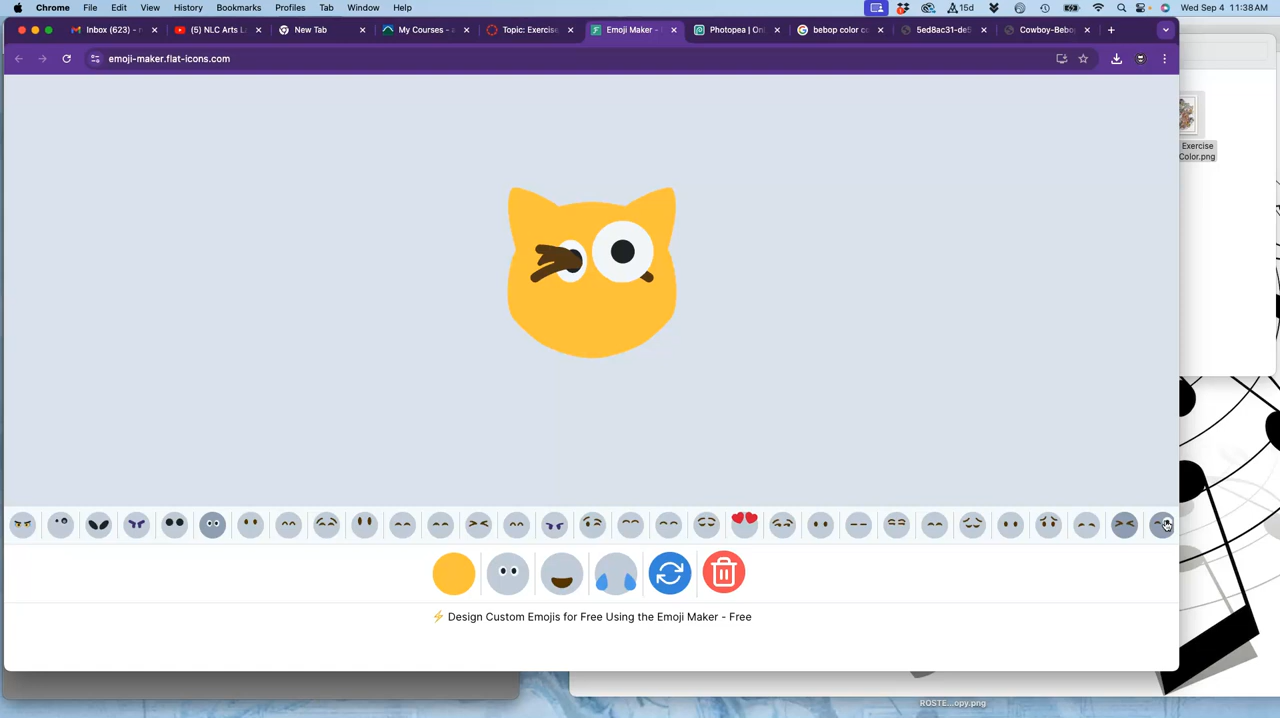 Chrome File Edit View History Bookmarks Profiles Tab Window Help 15d Wed Sep 4 11:38 AM
Inbox (623) - r (5) NLC Arts L New Tab My Courses - a Topic: Exercise Emoji Maker - Photopea | On bebop color c 5ed8ac31-de5 Cowboy-Bebo
emoji-maker.flat-icons.com
Exercise
Color.png
⚡ Design Custom Emojis for Free Using the Emoji Maker - Free
ROSTE...opy.png